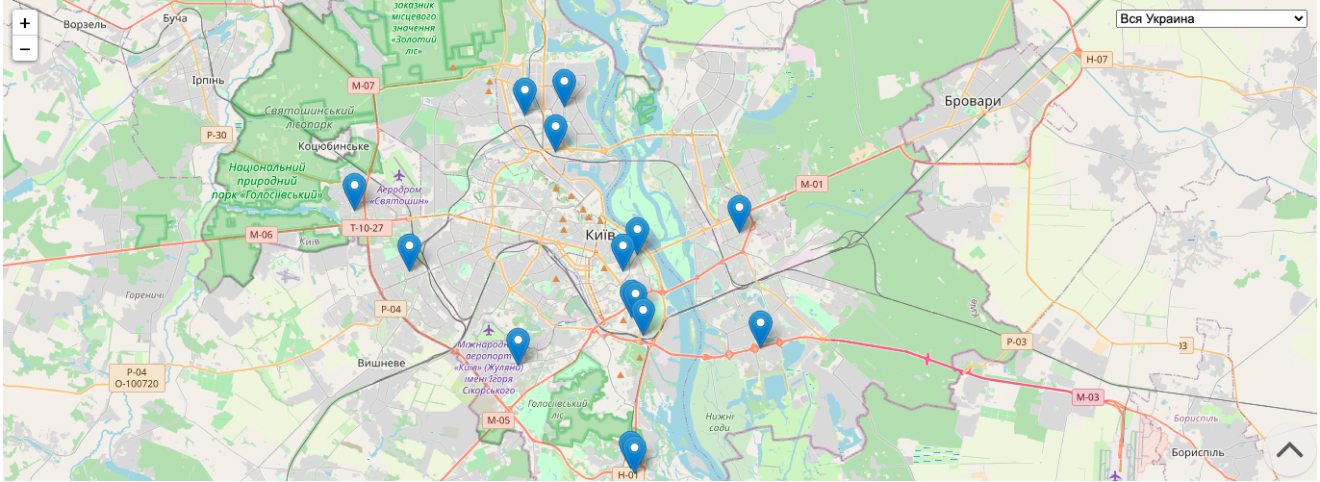 +
−
Вся Украина
Ворзель
Буча
заказник
місцевого
значення
«Золотий
ліс»
Ірпінь
М-07
Н-07
Бровари
Святошинський
лісопарк
Р-30
Коцюбинське
Національний
природний
парк «Голосіївський»
Аеродром
«Святошин»
М-01
Т-10-27
М-06
Київ
Київ
Гореничі
Р-04
Вишневе
Міжнародний
аеропорт
«Київ» (Жуляни)
імені Ігоря
Сікорського
Р-04
О-100720
Голосіївський
ліс
М-05
Нижні
сади
Р-03
М-03
Бориспіль
Бориспіль
Н-01